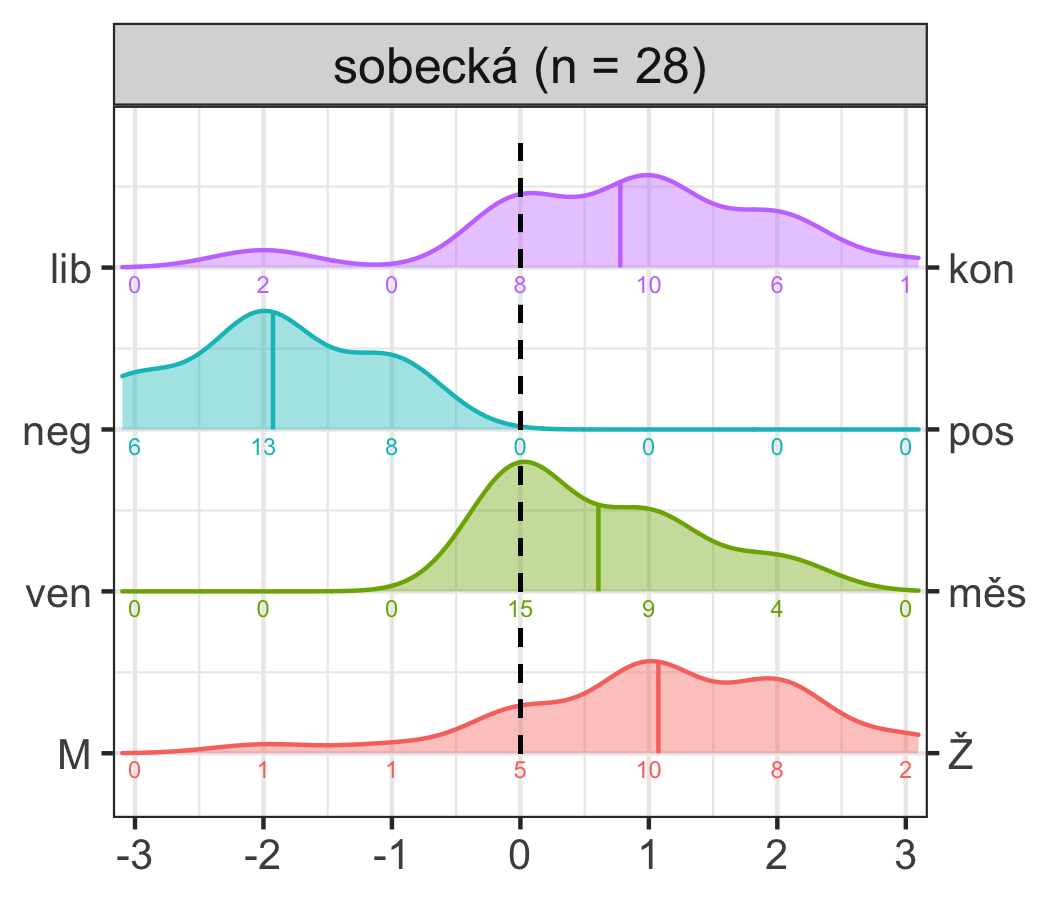 sobecká (n = 28)
lib kon
0 2 0 8 10 6 1
neg pos
6 13 8 0 0 0 0
ven měs
0 0 0 15 9 4 0
M Ž
0 1 1 5 10 8 2
-3 -2 -1 0 1 2 3